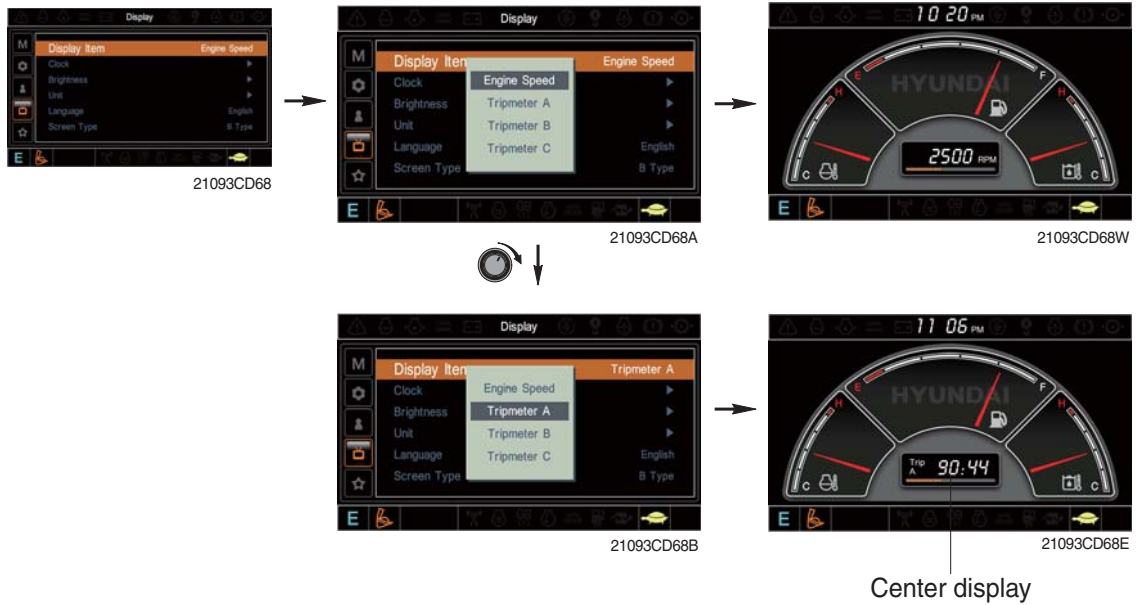 Display
M
Display Item Engine Speed
Clock
Brightness
Unit
Language English
Screen Type B Type
E
21093CD68
Display
M
Display Item Engine Speed
Clock
Brightness
Unit
Language English
Screen Type B Type
Engine Speed
Tripmeter A
Tripmeter B
Tripmeter C
E
21093CD68A
10 20 PM
E F
HYUNDAI
H H
C C
2500 RPM
E
21093CD68W
Display
M
Display Item Tripmeter A
Clock
Brightness
Unit
Language English
Screen Type B Type
Engine Speed
Tripmeter A
Tripmeter B
Tripmeter C
E
21093CD68B
11 06 PM
E F
HYUNDAI
H H
C C
Trip
A 90:44
E
21093CD68E
Center display